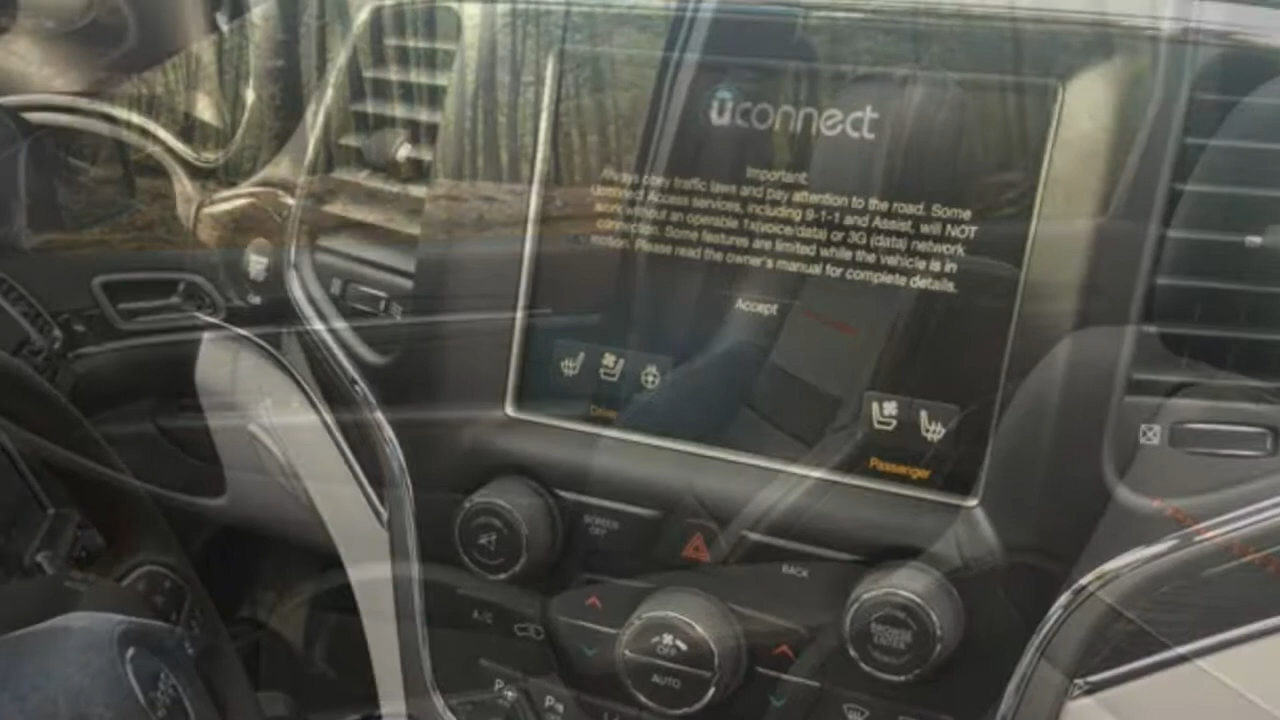 uconnect
Important:
Always obey traffic laws and pay attention to the road. Some
Uconnect Access services, including 9-1-1 and Assist, will NOT
work without an operable 1x(voice/data) or 3G (data) network
connection. Some features are limited while the vehicle is in
motion. Please read the owner's manual for complete details.
Accept
Driver
Passenger
SCREEN
OFF
BACK
A/C
OFF
ENTER
AUTO